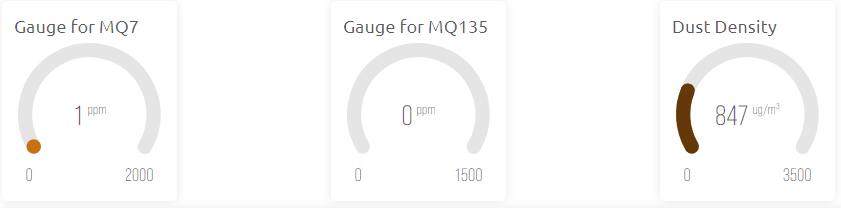 Gauge for MQ7
1 ppm
0 2000
Gauge for MQ135
0 ppm
0 1500
Dust Density
847 ug/m³
0 3500